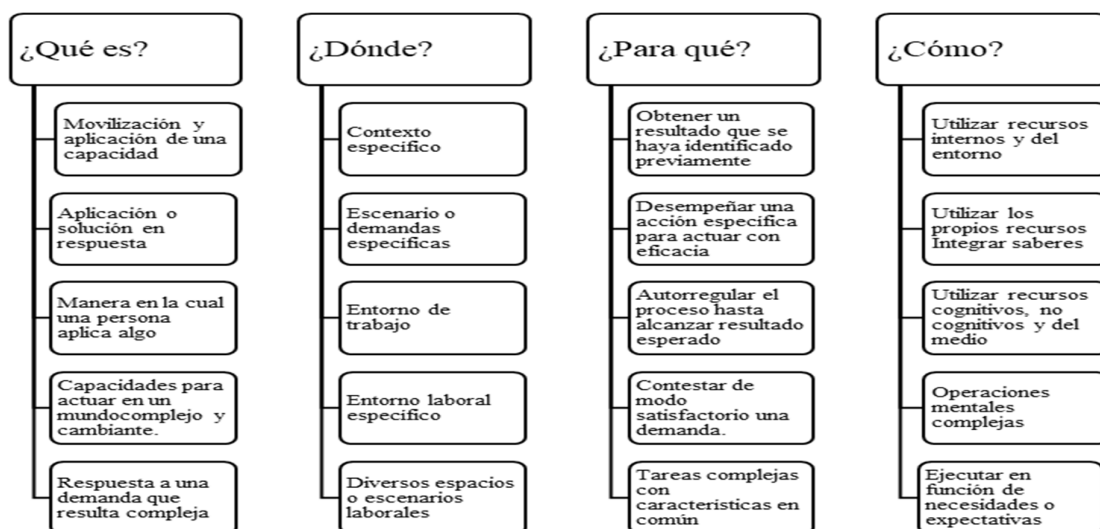 ¿Qué es?
Movilización y
aplicación de una
capacidad
Aplicación o
solución en
respuesta
Manera en la cual
una persona
aplica algo
Capacidades para
actuar en un
mundocomplejo y
cambiante.
Respuesta a una
demanda que
resulta compleja
¿Dónde?
Contexto
específico
Escenario o
demandas
específicas
Entorno de
trabajo
Entorno laboral
específico
Diversos espacios
o escenarios
laborales
¿Para qué?
Obtener un
resultado que se
haya identificado
previamente
Desempeñar una
acción específica
para actuar con
eficacia
Autorregular el
proceso hasta
alcanzar resultado
esperado
Contestar de
modo
satisfactorio una
demanda.
Tareas complejas
con
características en
común
¿Cómo?
Utilizar recursos
internos y del
entorno
Utilizar los
propios recursos
Integrar saberes
Utilizar recursos
cognitivos, no
cognitivos y del
medio
Operaciones
mentales
complejas
Ejecutar en
función de
necesidades o
expectativas